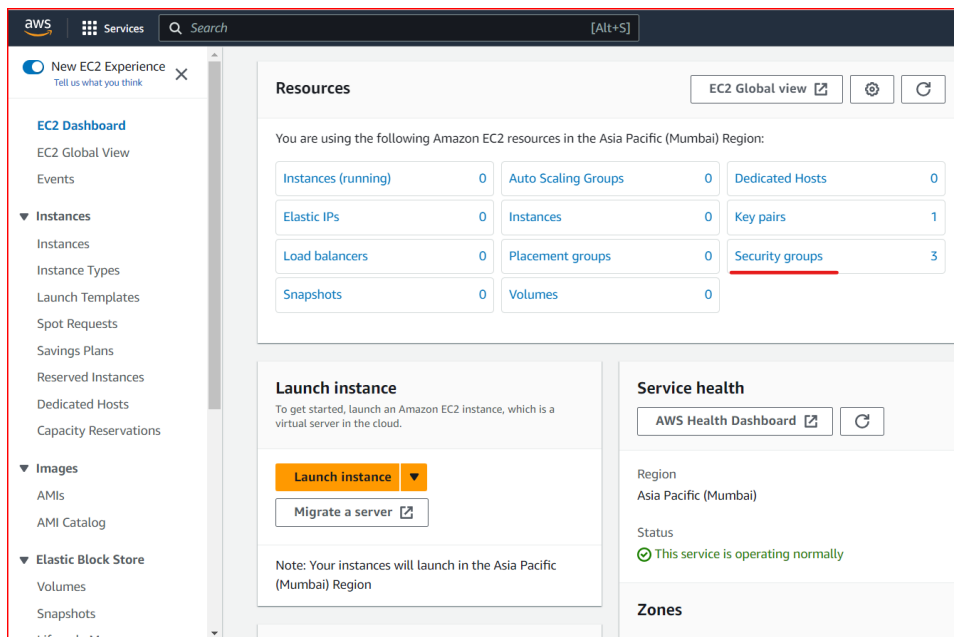 aws
Services
Search
[Alt+S]
New EC2 Experience
Tell us what you think
EC2 Dashboard
EC2 Global View
Events
Instances
Instances
Instance Types
Launch Templates
Spot Requests
Savings Plans
Reserved Instances
Dedicated Hosts
Capacity Reservations
Images
AMIs
AMI Catalog
Elastic Block Store
Volumes
Snapshots
Resources
EC2 Global view
You are using the following Amazon EC2 resources in the Asia Pacific (Mumbai) Region:
Instances (running) 0
Auto Scaling Groups 0
Dedicated Hosts 0
Elastic IPs 0
Instances 0
Key pairs 1
Load balancers 0
Placement groups 0
Security groups 3
Snapshots 0
Volumes 0
Launch instance
To get started, launch an Amazon EC2 instance, which is a
virtual server in the cloud.
Launch instance
Migrate a server
Note: Your instances will launch in the Asia Pacific
(Mumbai) Region
Service health
AWS Health Dashboard
Region
Asia Pacific (Mumbai)
Status
This service is operating normally
Zones